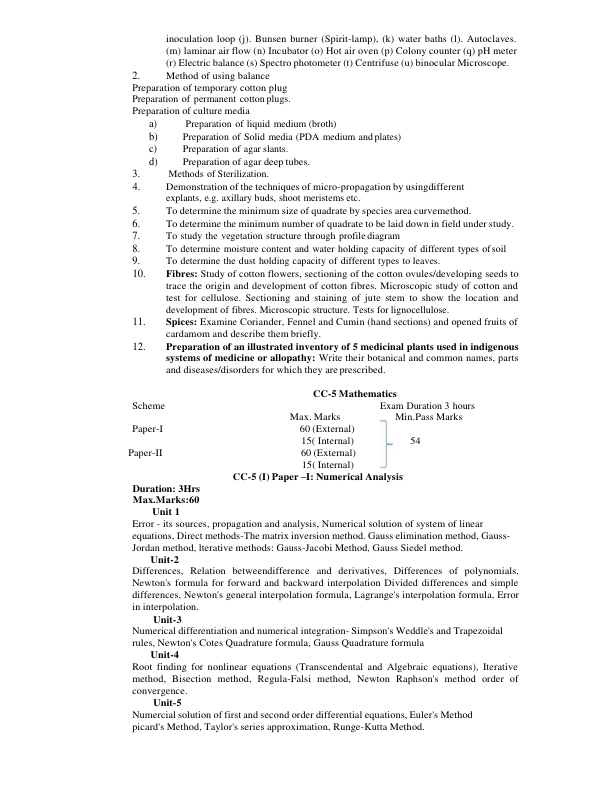 inoculation loop (j). Bunsen burner (Spirit-lamp), (k) water baths (l). Autoclaves.
(m) laminar air flow (n) Incubator (o) Hot air oven (p) Colony counter (q) pH meter
(r) Electric balance (s) Spectro photometer (t) Centrifuse (u) binocular Microscope.
2. Method of using balance
Preparation of temporary cotton plug
Preparation of permanent cotton plugs.
Preparation of culture media
a) Preparation of liquid medium (broth)
b) Preparation of Solid media (PDA medium and plates)
c) Preparation of agar slants.
d) Preparation of agar deep tubes.
3. Methods of Sterilization.
4. Demonstration of the techniques of micro-propagation by usingdifferent
explants, e.g. axillary buds, shoot meristems etc.
5. To determine the minimum size of quadrate by species area curvemethod.
6. To determine the minimum number of quadrate to be laid down in field under study.
7. To study the vegetation structure through profile diagram
8. To determine moisture content and water holding capacity of different types of soil
9. To determine the dust holding capacity of different types to leaves.
10. Fibres: Study of cotton flowers, sectioning of the cotton ovules/developing seeds to
trace the origin and development of cotton fibres. Microscopic study of cotton and
test for cellulose. Sectioning and staining of jute stem to show the location and
development of fibres. Microscopic structure. Tests for lignocellulose.
11. Spices: Examine Coriander, Fennel and Cumin (hand sections) and opened fruits of
cardamom and describe them briefly.
12. Preparation of an illustrated inventory of 5 medicinal plants used in indigenous
systems of medicine or allopathy: Write their botanical and common names, parts
and diseases/disorders for which they are prescribed.
CC-5 Mathematics
Scheme Exam Duration 3 hours
Max. Marks Min.Pass Marks
Paper-I 60 (External)
15( Internal) 54
Paper-II 60 (External)
15( Internal)
CC-5 (I) Paper –I: Numerical Analysis
Duration: 3Hrs
Max.Marks:60
Unit 1
Error - its sources, propagation and analysis, Numerical solution of system of linear
equations, Direct methods-The matrix inversion method. Gauss elimination method, Gauss-
Jordan method, Iterative methods: Gauss-Jacobi Method, Gauss Siedel method.
Unit-2
Differences, Relation betweendifference and derivatives, Differences of polynomials,
Newton's formula for forward and backward interpolation Divided differences and simple
differences, Newton's general interpolation formula, Lagrange's interpolation formula, Error
in interpolation.
Unit-3
Numerical differentiation and numerical integration- Simpson's Weddle's and Trapezoidal
rules, Newton's Cotes Quadrature formula, Gauss Quadrature formula
Unit-4
Root finding for nonlinear equations (Transcendental and Algebraic equations), Iterative
method, Bisection method, Regula-Falsi method, Newton Raphson's method order of
convergence.
Unit-5
Numercial solution of first and second order differential equations, Euler's Method
picard's Method, Taylor's series approximation, Runge-Kutta Method.